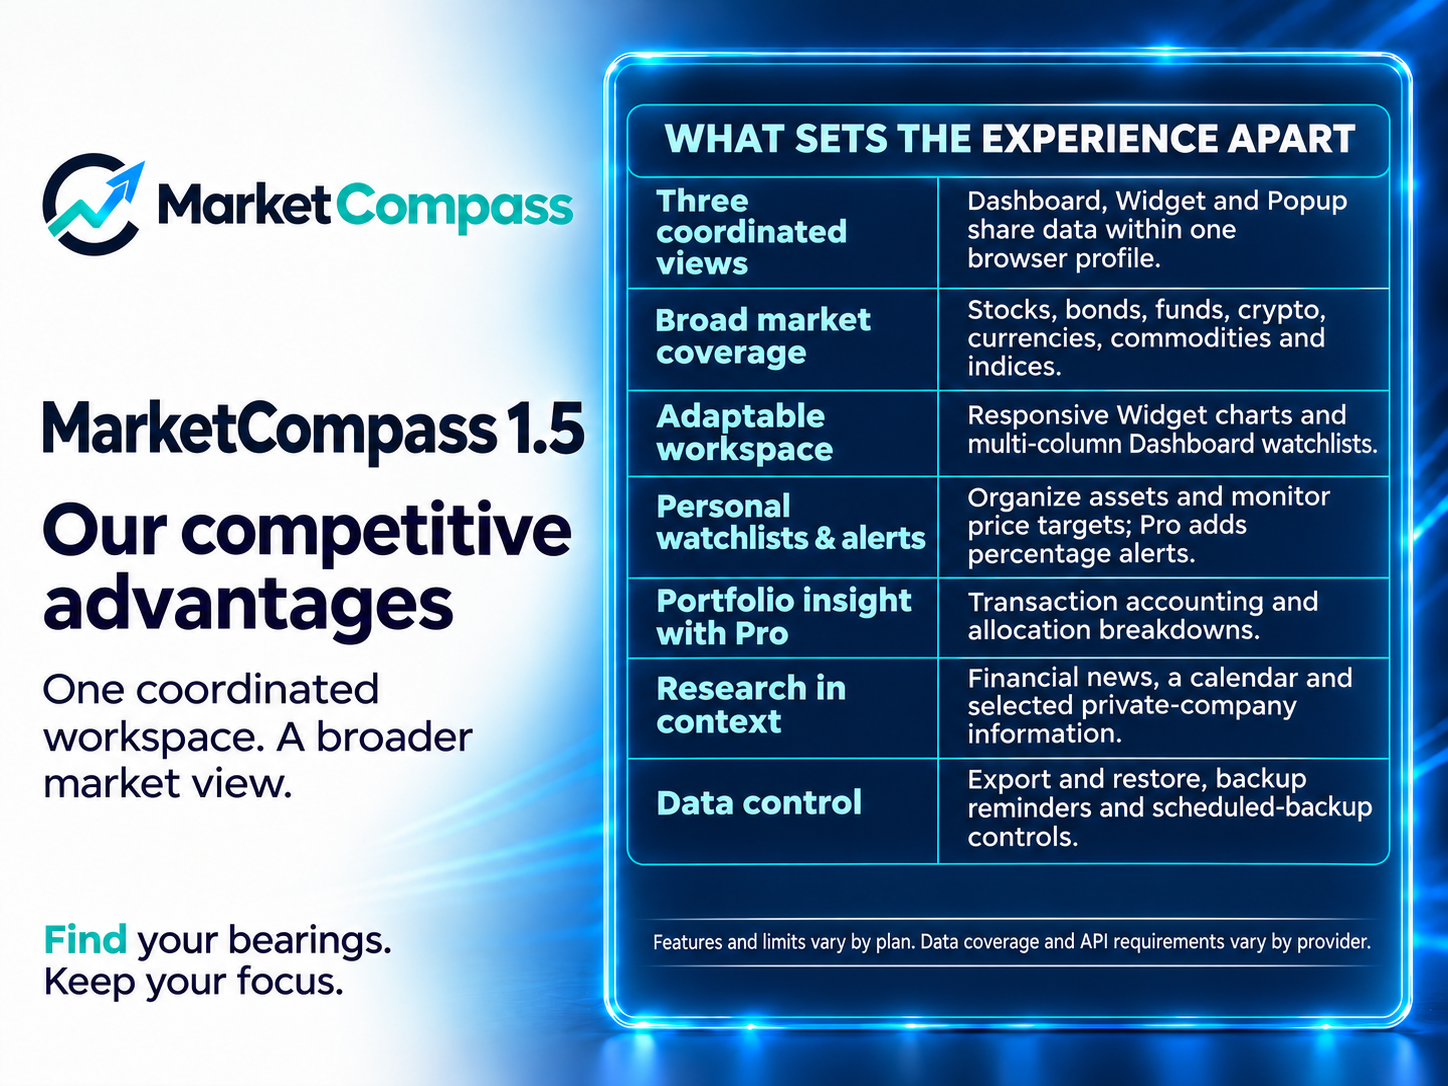 MarketCompass
MarketCompass 1.5
Our competitive
advantages
One coordinated
workspace. A broader
market view.
Find your bearings.
Keep your focus.
WHAT SETS THE EXPERIENCE APART
Three
coordinated
views
Dashboard, Widget and Popup
share data within one
browser profile.
Broad market
coverage
Stocks, bonds, funds, crypto,
currencies, commodities and
indices.
Adaptable
workspace
Responsive Widget charts and
multi-column Dashboard watchlists.
Personal
watchlists & alerts
Organize assets and monitor
price targets; Pro adds
percentage alerts.
Portfolio insight
with Pro
Transaction accounting and
allocation breakdowns.
Research in
context
Financial news, a calendar and
selected private-company
information.
Data control
Export and restore, backup
reminders and scheduled-backup
controls.
Features and limits vary by plan. Data coverage and API requirements vary by provider.